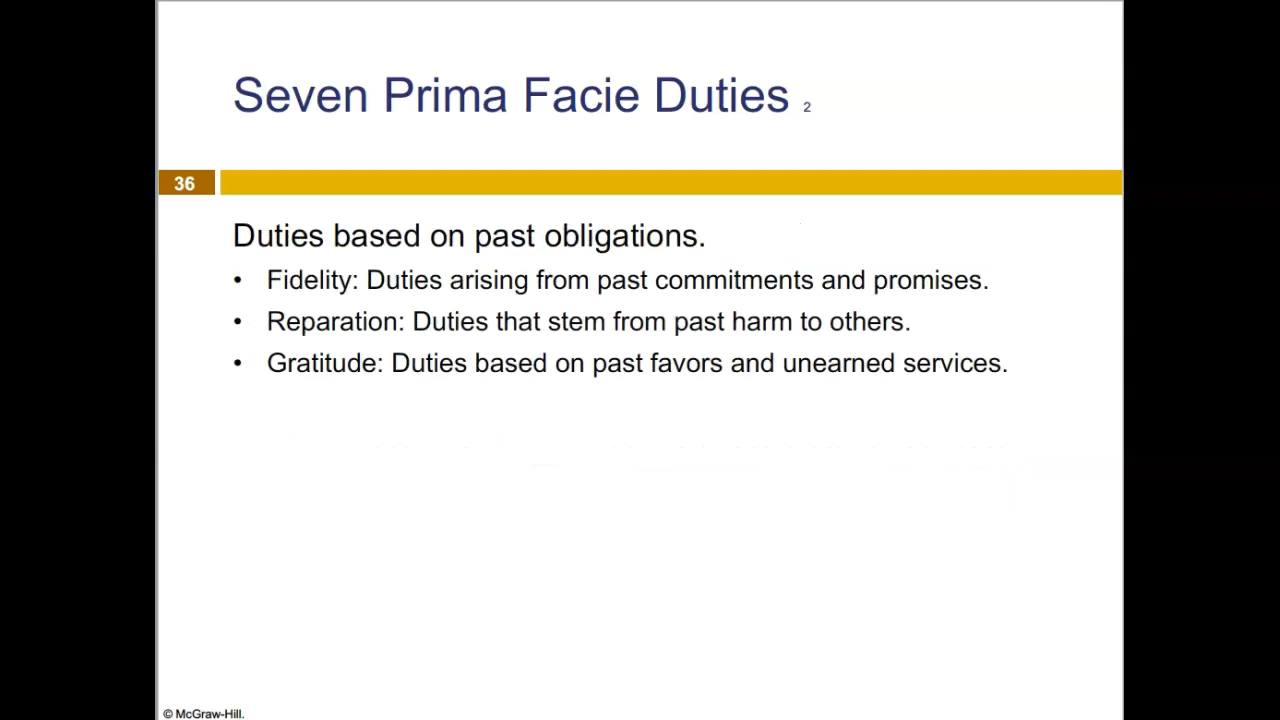 Seven Prima Facie Duties 2
36
Duties based on past obligations.
• Fidelity: Duties arising from past commitments and promises.
• Reparation: Duties that stem from past harm to others.
• Gratitude: Duties based on past favors and unearned services.
© McGraw-Hill.